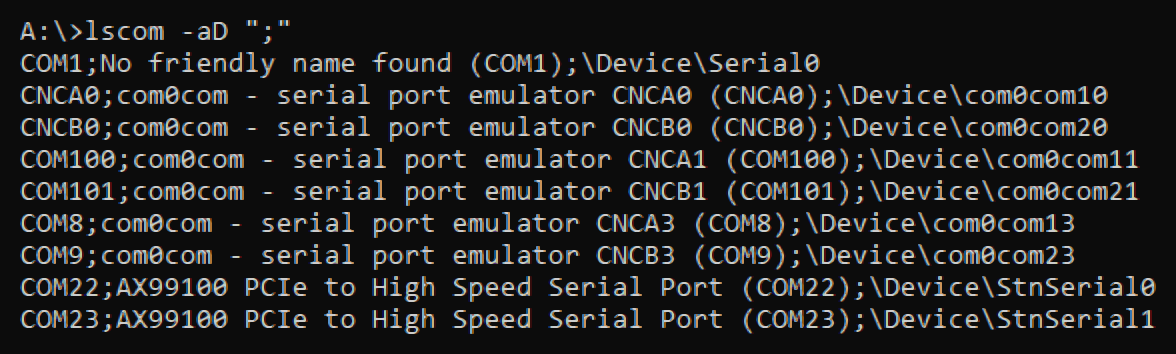 A:\>lscom -aD ";"
COM1;No friendly name found (COM1);\Device\Serial0
CNCA0;com0com - serial port emulator CNCA0 (CNCA0);\Device\com0com10
CNCB0;com0com - serial port emulator CNCB0 (CNCB0);\Device\com0com20
COM100;com0com - serial port emulator CNCA1 (COM100);\Device\com0com11
COM101;com0com - serial port emulator CNCB1 (COM101);\Device\com0com21
COM8;com0com - serial port emulator CNCA3 (COM8);\Device\com0com13
COM9;com0com - serial port emulator CNCB3 (COM9);\Device\com0com23
COM22;AX99100 PCIe to High Speed Serial Port (COM22);\Device\StnSerial0
COM23;AX99100 PCIe to High Speed Serial Port (COM23);\Device\StnSerial1